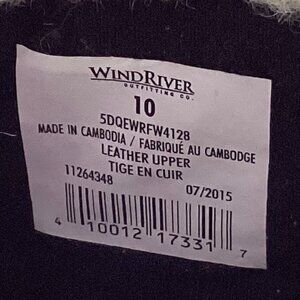 WINDRIVER
OUTFITTING CO.
10
5DQEWRFW4128
MADE IN CAMBODIA / FABRIQUÉ AU CAMBODGE
LEATHER UPPER
TIGE EN CUIR
11264348 07/2015
4 10012 17331 7